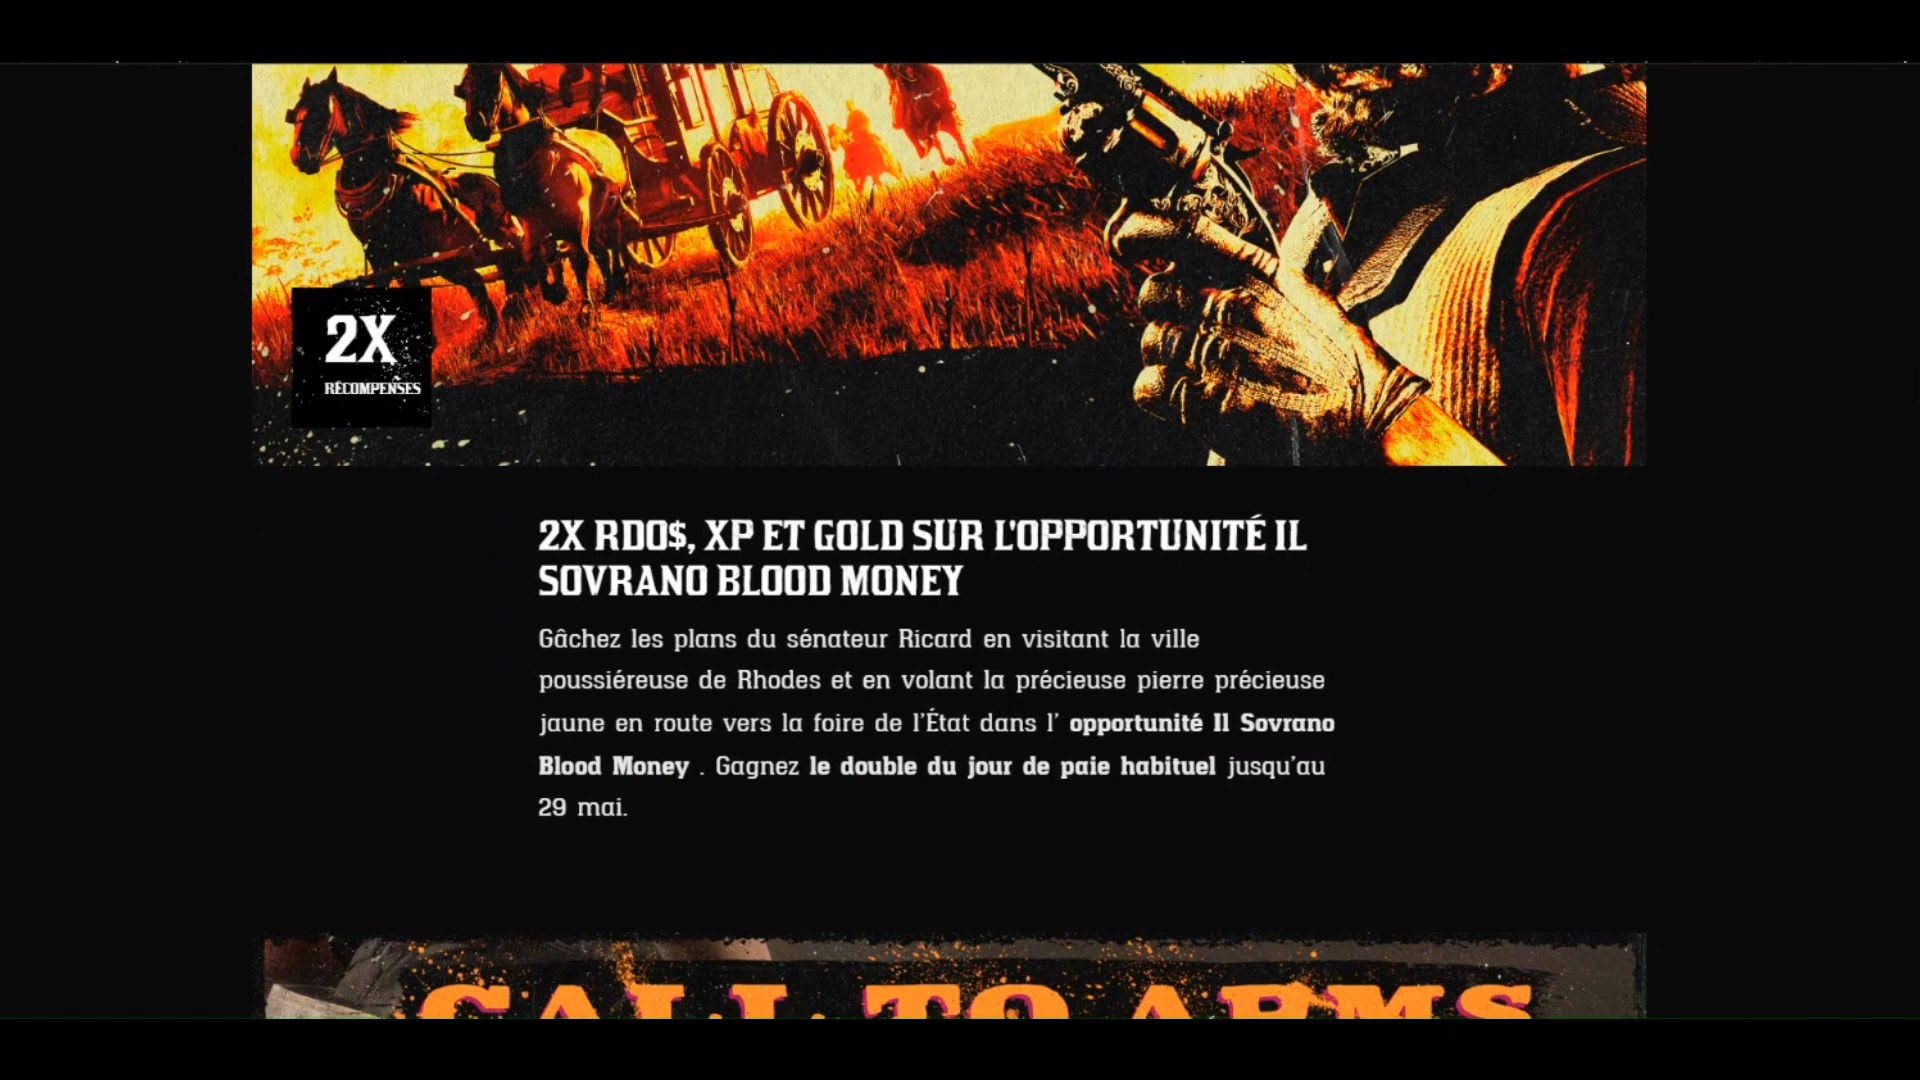 2X
RÉCOMPENSES
2X RDO$, XP ET GOLD SUR L'OPPORTUNITÉ IL
SOVRANO BLOOD MONEY
Gâchez les plans du sénateur Ricard en visitant la ville
poussiéreuse de Rhodes et en volant la précieuse pierre précieuse
jaune en route vers la foire de l’État dans l’ opportunité Il Sovrano
Blood Money . Gagnez le double du jour de paie habituel jusqu’au
29 mai.
CALL TO ARMS